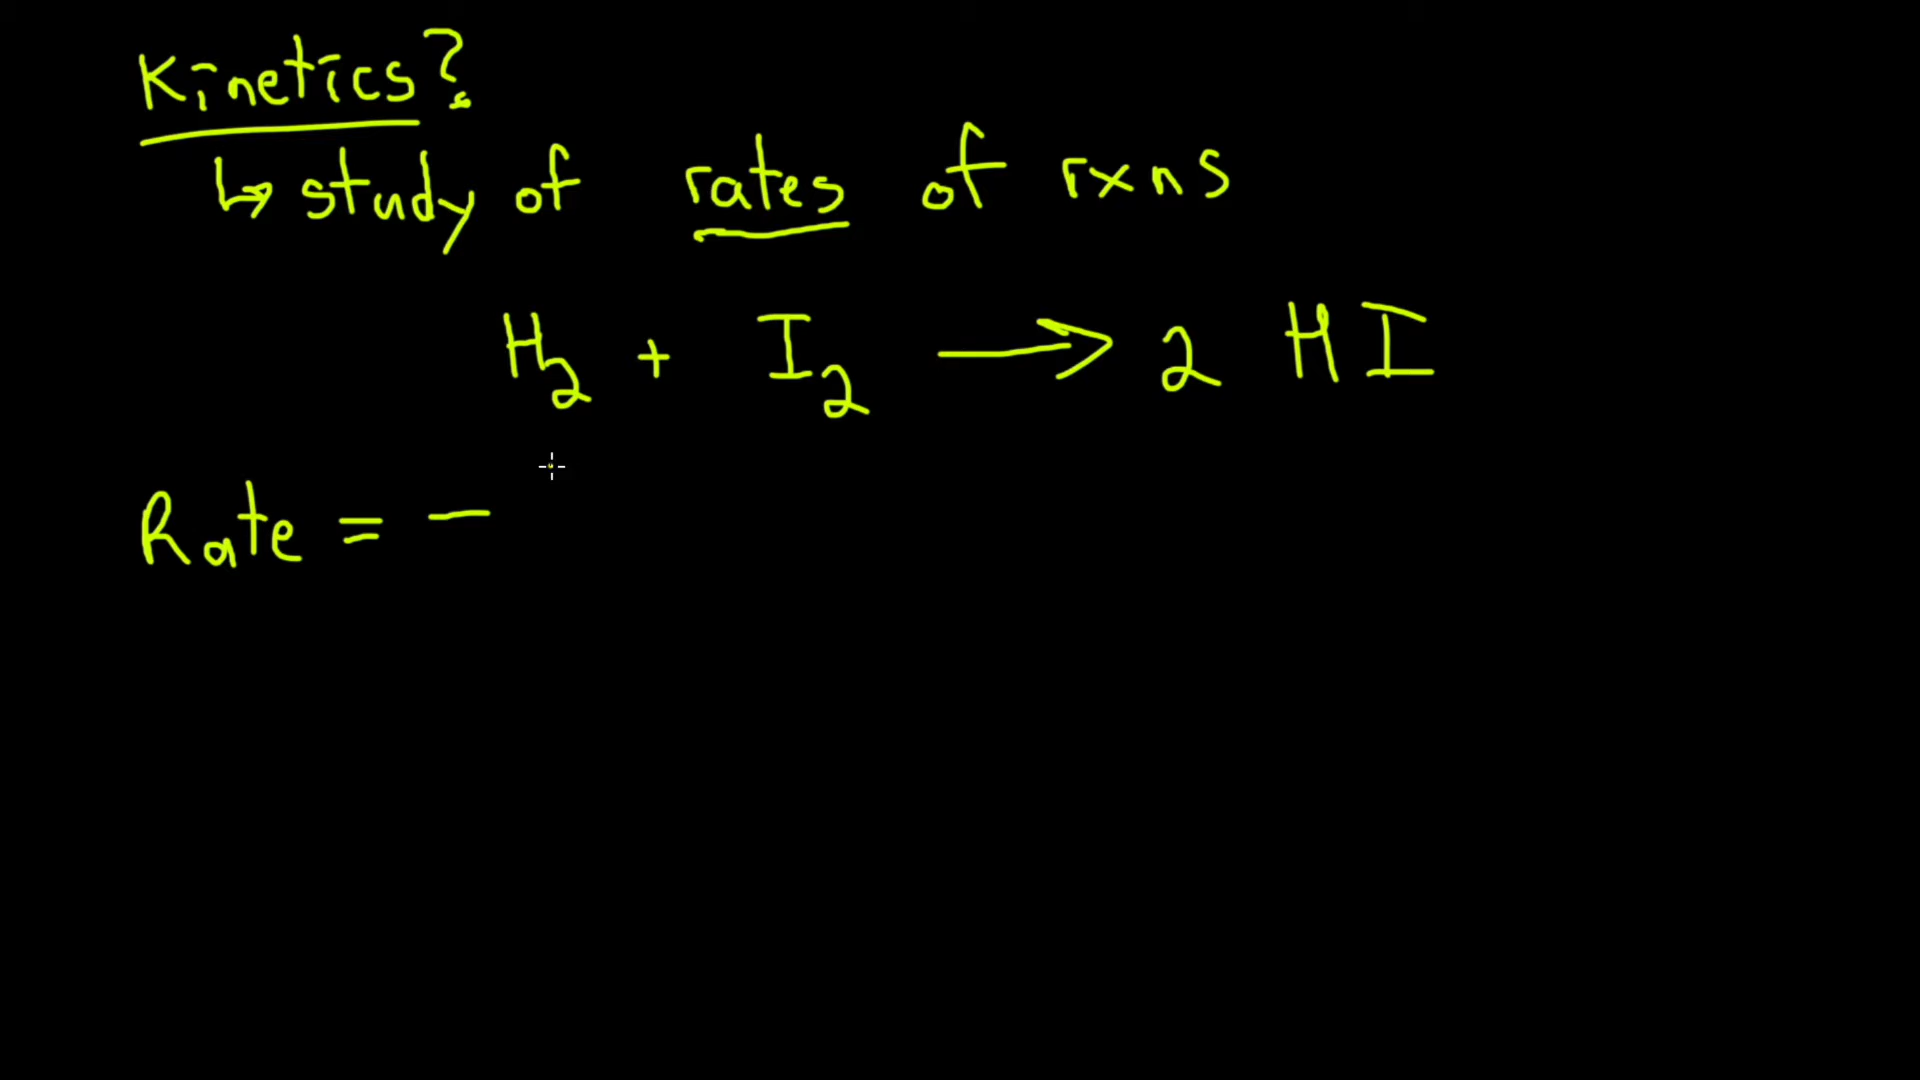 Kinetics?
↳ study of rates of rxns
H₂ + I₂ → 2 HI
Rate = −